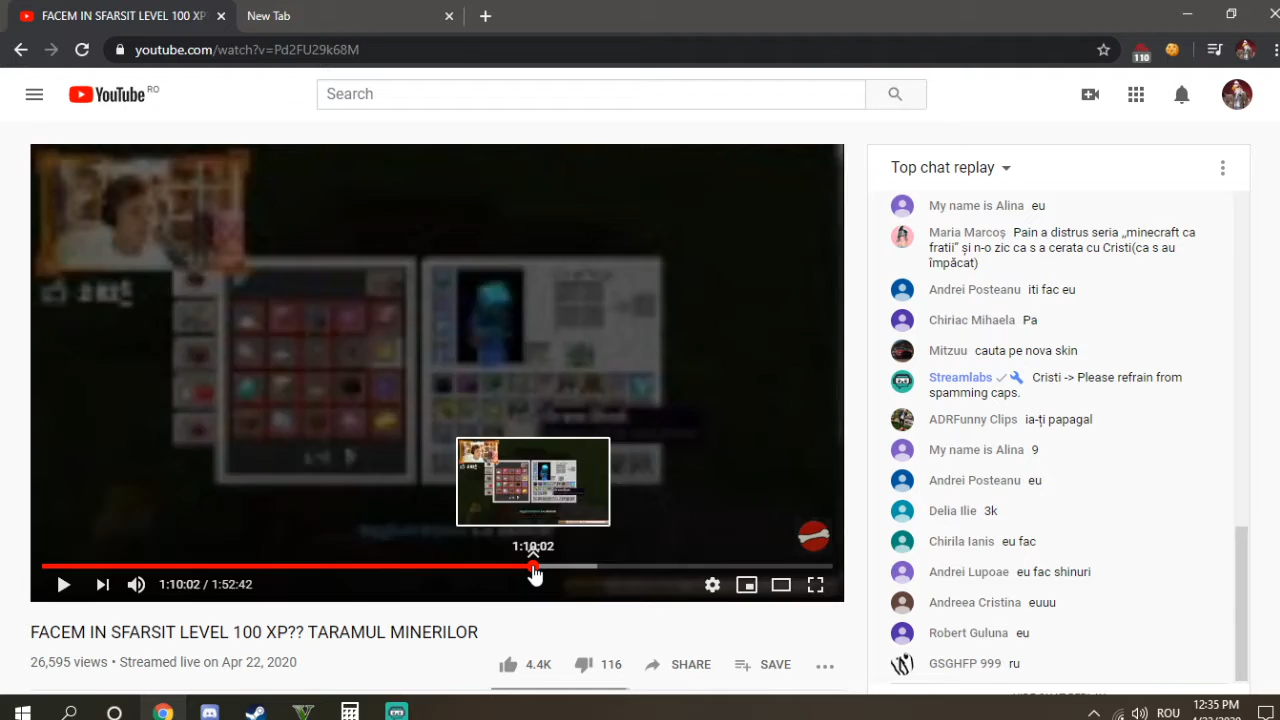 FACEM IN SFARSIT LEVEL 100 XP
New Tab
youtube.com/watch?v=Pd2FU29k68M
110
YouTube RO
Search
Top chat replay
My name is Alina eu
Maria Marcoș Pain a distrus seria „minecraft ca
fratii” și n-o zic ca s a cerata cu Cristi(ca s au
împăcat)
Andrei Posteanu iti fac eu
Chiriac Mihaela Pa
Mitzuu cauta pe nova skin
Streamlabs Cristi -> Please refrain from
spamming caps.
ADRFunny Clips ia-ți papagal
My name is Alina 9
Andrei Posteanu eu
Delia Ilie 3k
Chirila Ianis eu fac
Andrei Lupoae eu fac shinuri
Andreea Cristina euuu
Robert Guluna eu
GSGHFP 999 ru
1:10:02
1:10:02 / 1:52:42
FACEM IN SFARSIT LEVEL 100 XP?? TARAMUL MINERILOR
26,595 views • Streamed live on Apr 22, 2020
4.4K
116
SHARE
SAVE
ROU
12:35 PM